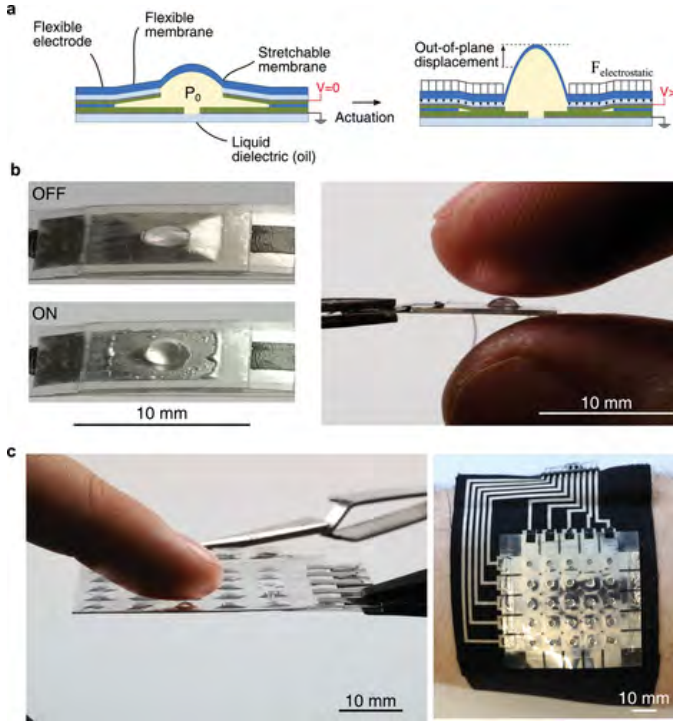 a
Flexible
electrode
Flexible
membrane
Stretchable
membrane
P0
V=0
Liquid
dielectric (oil)
Actuation
Out-of-plane
displacement
Felectrostatic
V>
b
OFF
ON
10 mm
10 mm
c
10 mm
10 mm